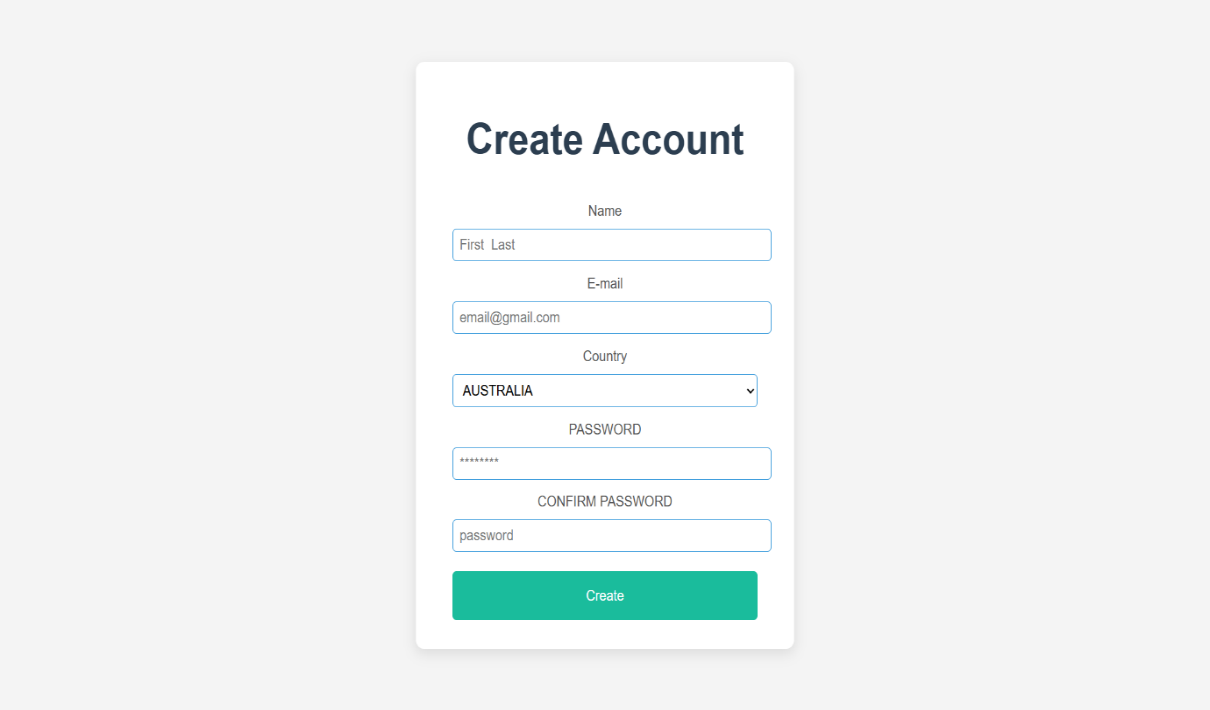 Create Account
Name
First  Last
E-mail
email@gmail.com
Country
AUSTRALIA
PASSWORD
********
CONFIRM PASSWORD
password
Create